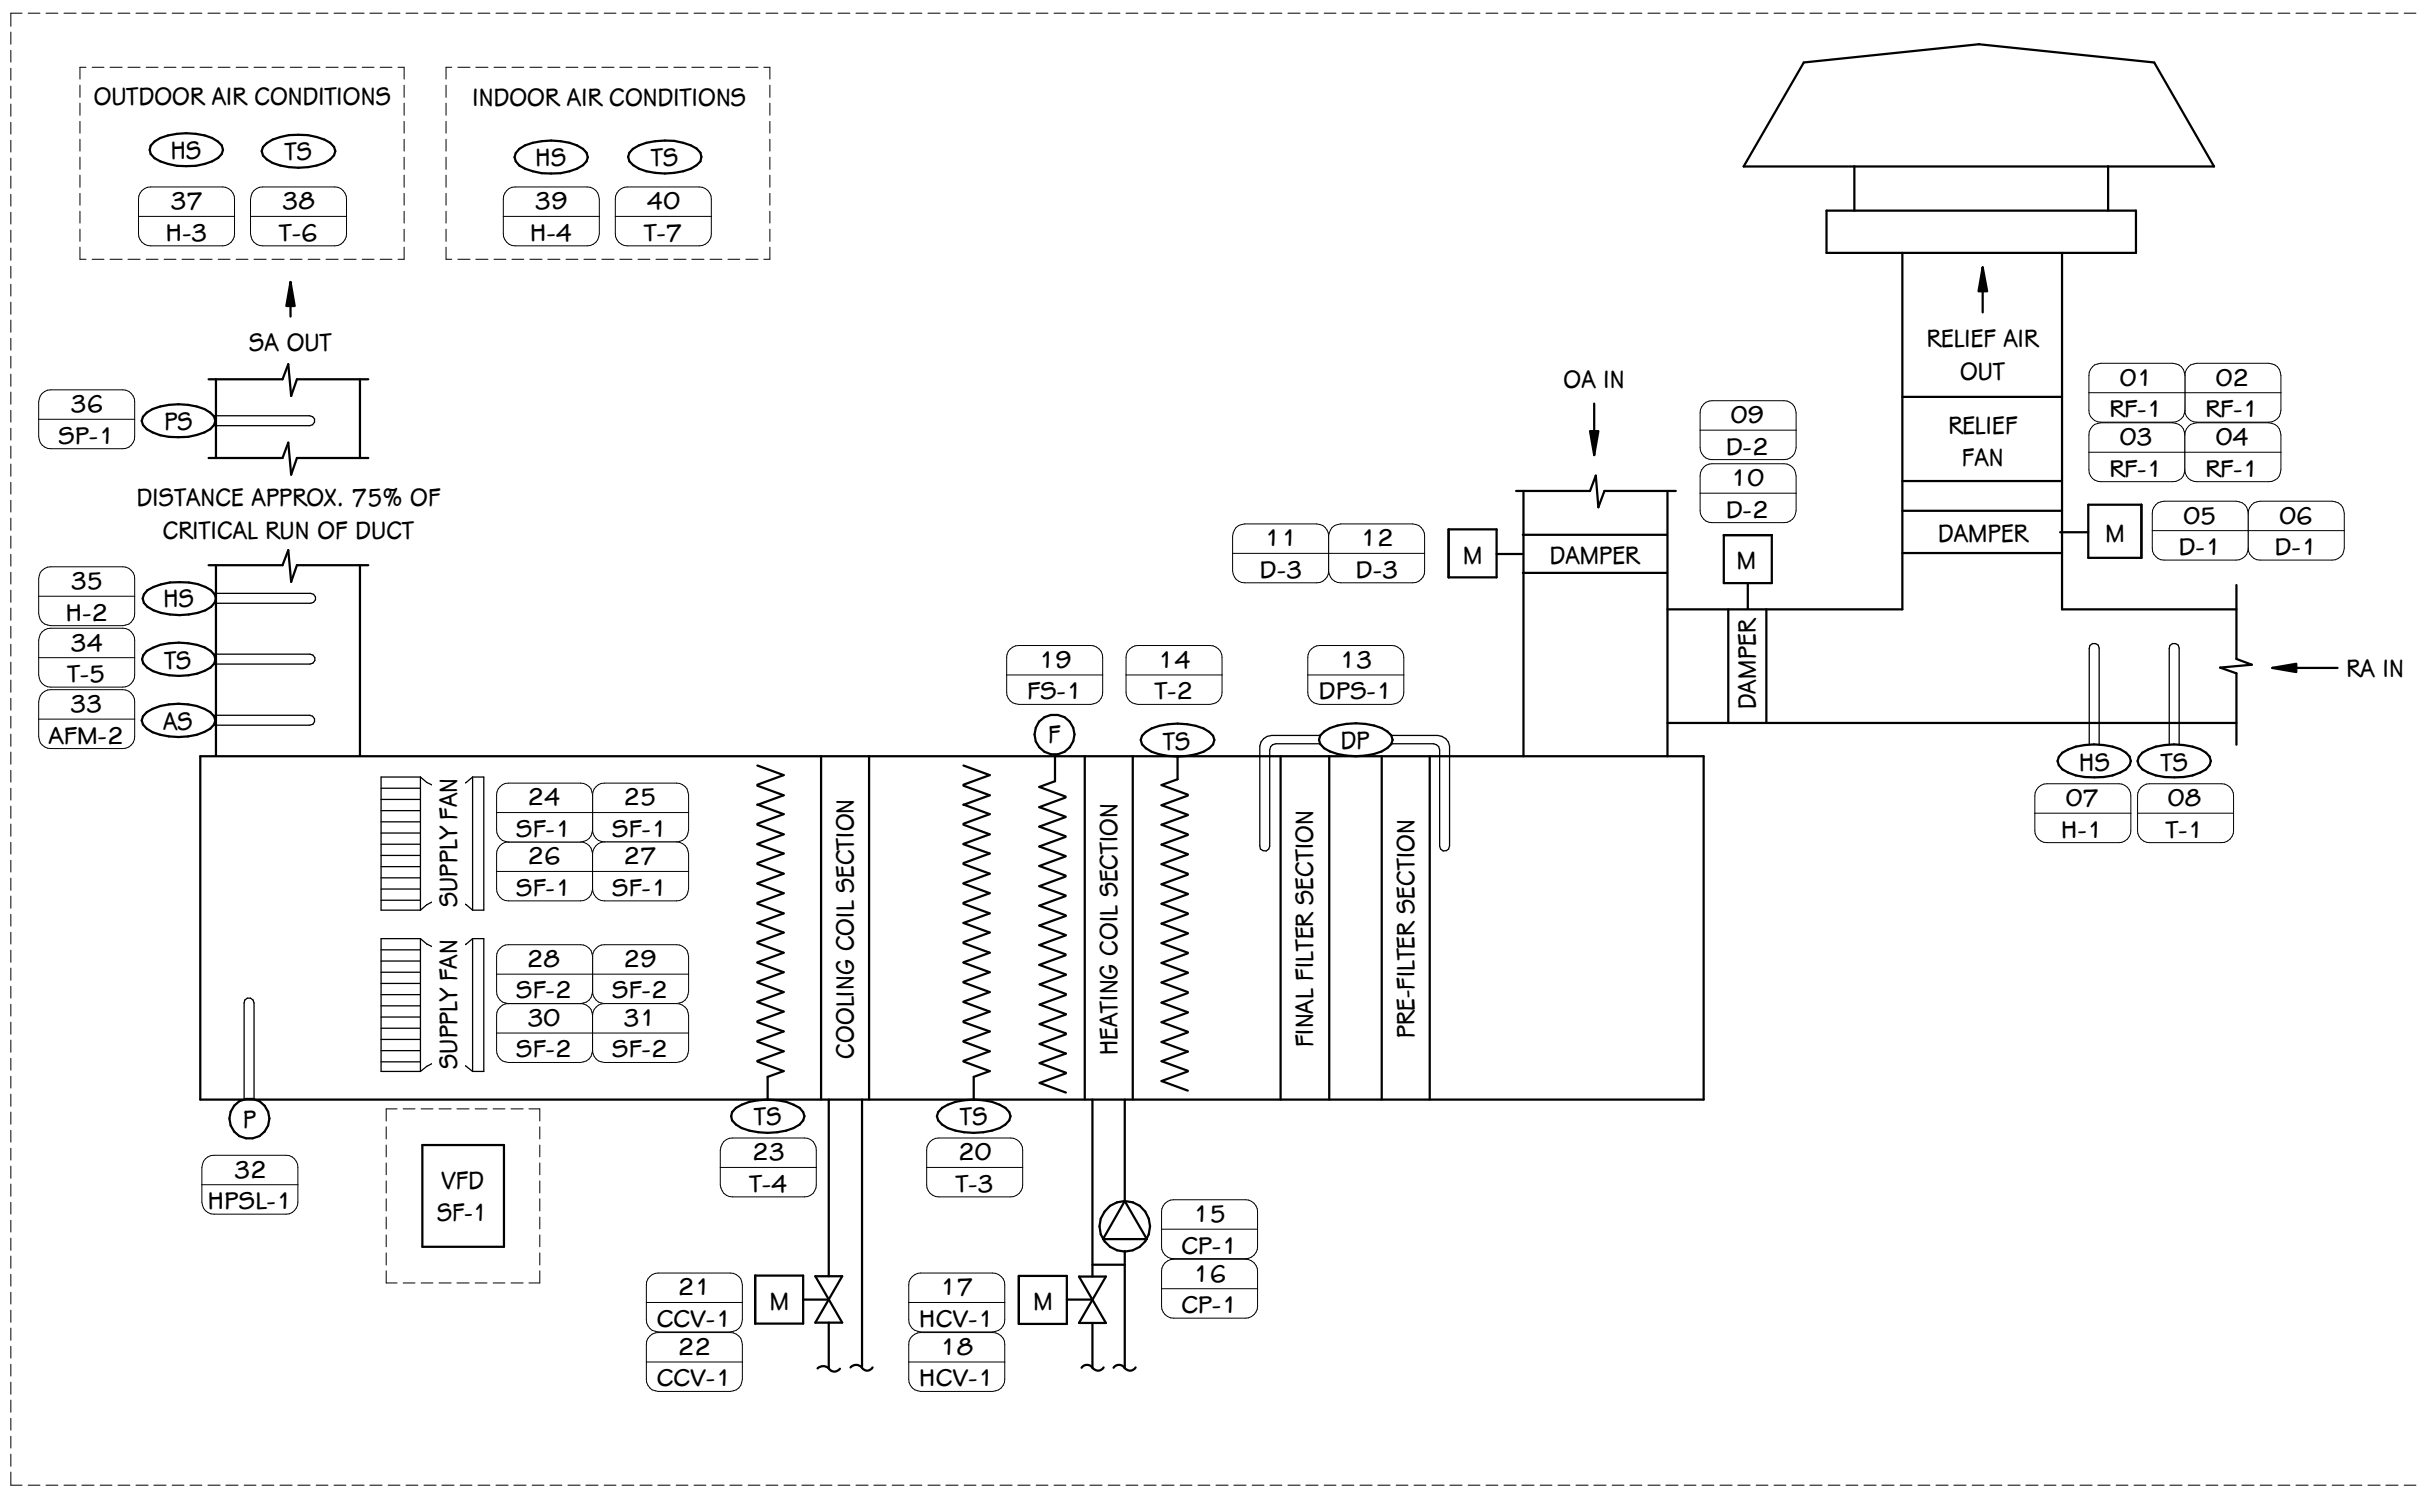 OUTDOOR AIR CONDITIONS
HS TS
37 38
H-3 T-6
INDOOR AIR CONDITIONS
HS TS
39 40
H-4 T-7
SA OUT
36
SP-1
PS
DISTANCE APPROX. 75% OF
CRITICAL RUN OF DUCT
35
H-2
HS
34
T-5
TS
33
AFM-2
AS
RELIEF AIR
OUT
RELIEF
FAN
01 02
RF-1 RF-1
03 04
RF-1 RF-1
DAMPER
M
05 06
D-1 D-1
OA IN
09
D-2
10
D-2
M
DAMPER
11 12
D-3 D-3
M
DAMPER
RA IN
HS TS
07 08
H-1 T-1
19
FS-1
F
14
T-2
TS
13
DPS-1
DP
SUPPLY FAN
24 25
SF-1 SF-1
26 27
SF-1 SF-1
SUPPLY FAN
28 29
SF-2 SF-2
30 31
SF-2 SF-2
COOLING COIL SECTION
HEATING COIL SECTION
FINAL FILTER SECTION
PRE-FILTER SECTION
P
32
HPSL-1
VFD
SF-1
TS
23
T-4
TS
20
T-3
15
CP-1
16
CP-1
21
CCV-1
22
CCV-1
M
17
HCV-1
18
HCV-1
M